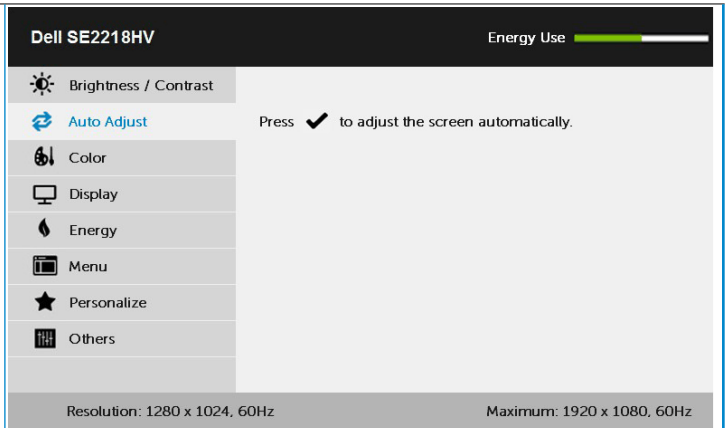 Dell SE2218HV
Energy Use
Brightness / Contrast
Auto Adjust
Press ✔ to adjust the screen automatically.
Color
Display
Energy
Menu
Personalize
Others
Resolution: 1280 x 1024, 60Hz
Maximum: 1920 x 1080, 60Hz